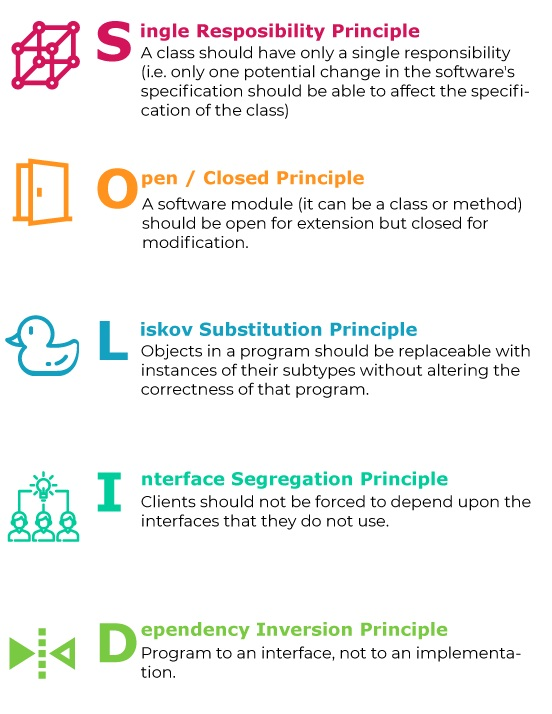 Single Resposibility Principle
A class should have only a single responsibility
(i.e. only one potential change in the software's
specification should be able to affect the specifi-
cation of the class)
Open / Closed Principle
A software module (it can be a class or method)
should be open for extension but closed for
modification.
Liskov Substitution Principle
Objects in a program should be replaceable with
instances of their subtypes without altering the
correctness of that program.
Interface Segregation Principle
Clients should not be forced to depend upon the
interfaces that they do not use.
Dependency Inversion Principle
Program to an interface, not to an implementa-
tion.